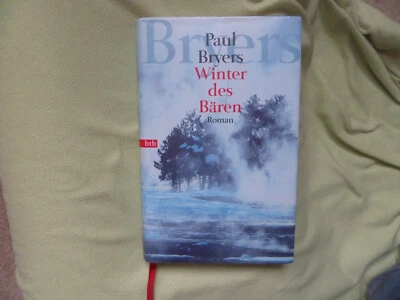 Bryers
Paul
Bryers
Winter
des
Bären
Roman
btb